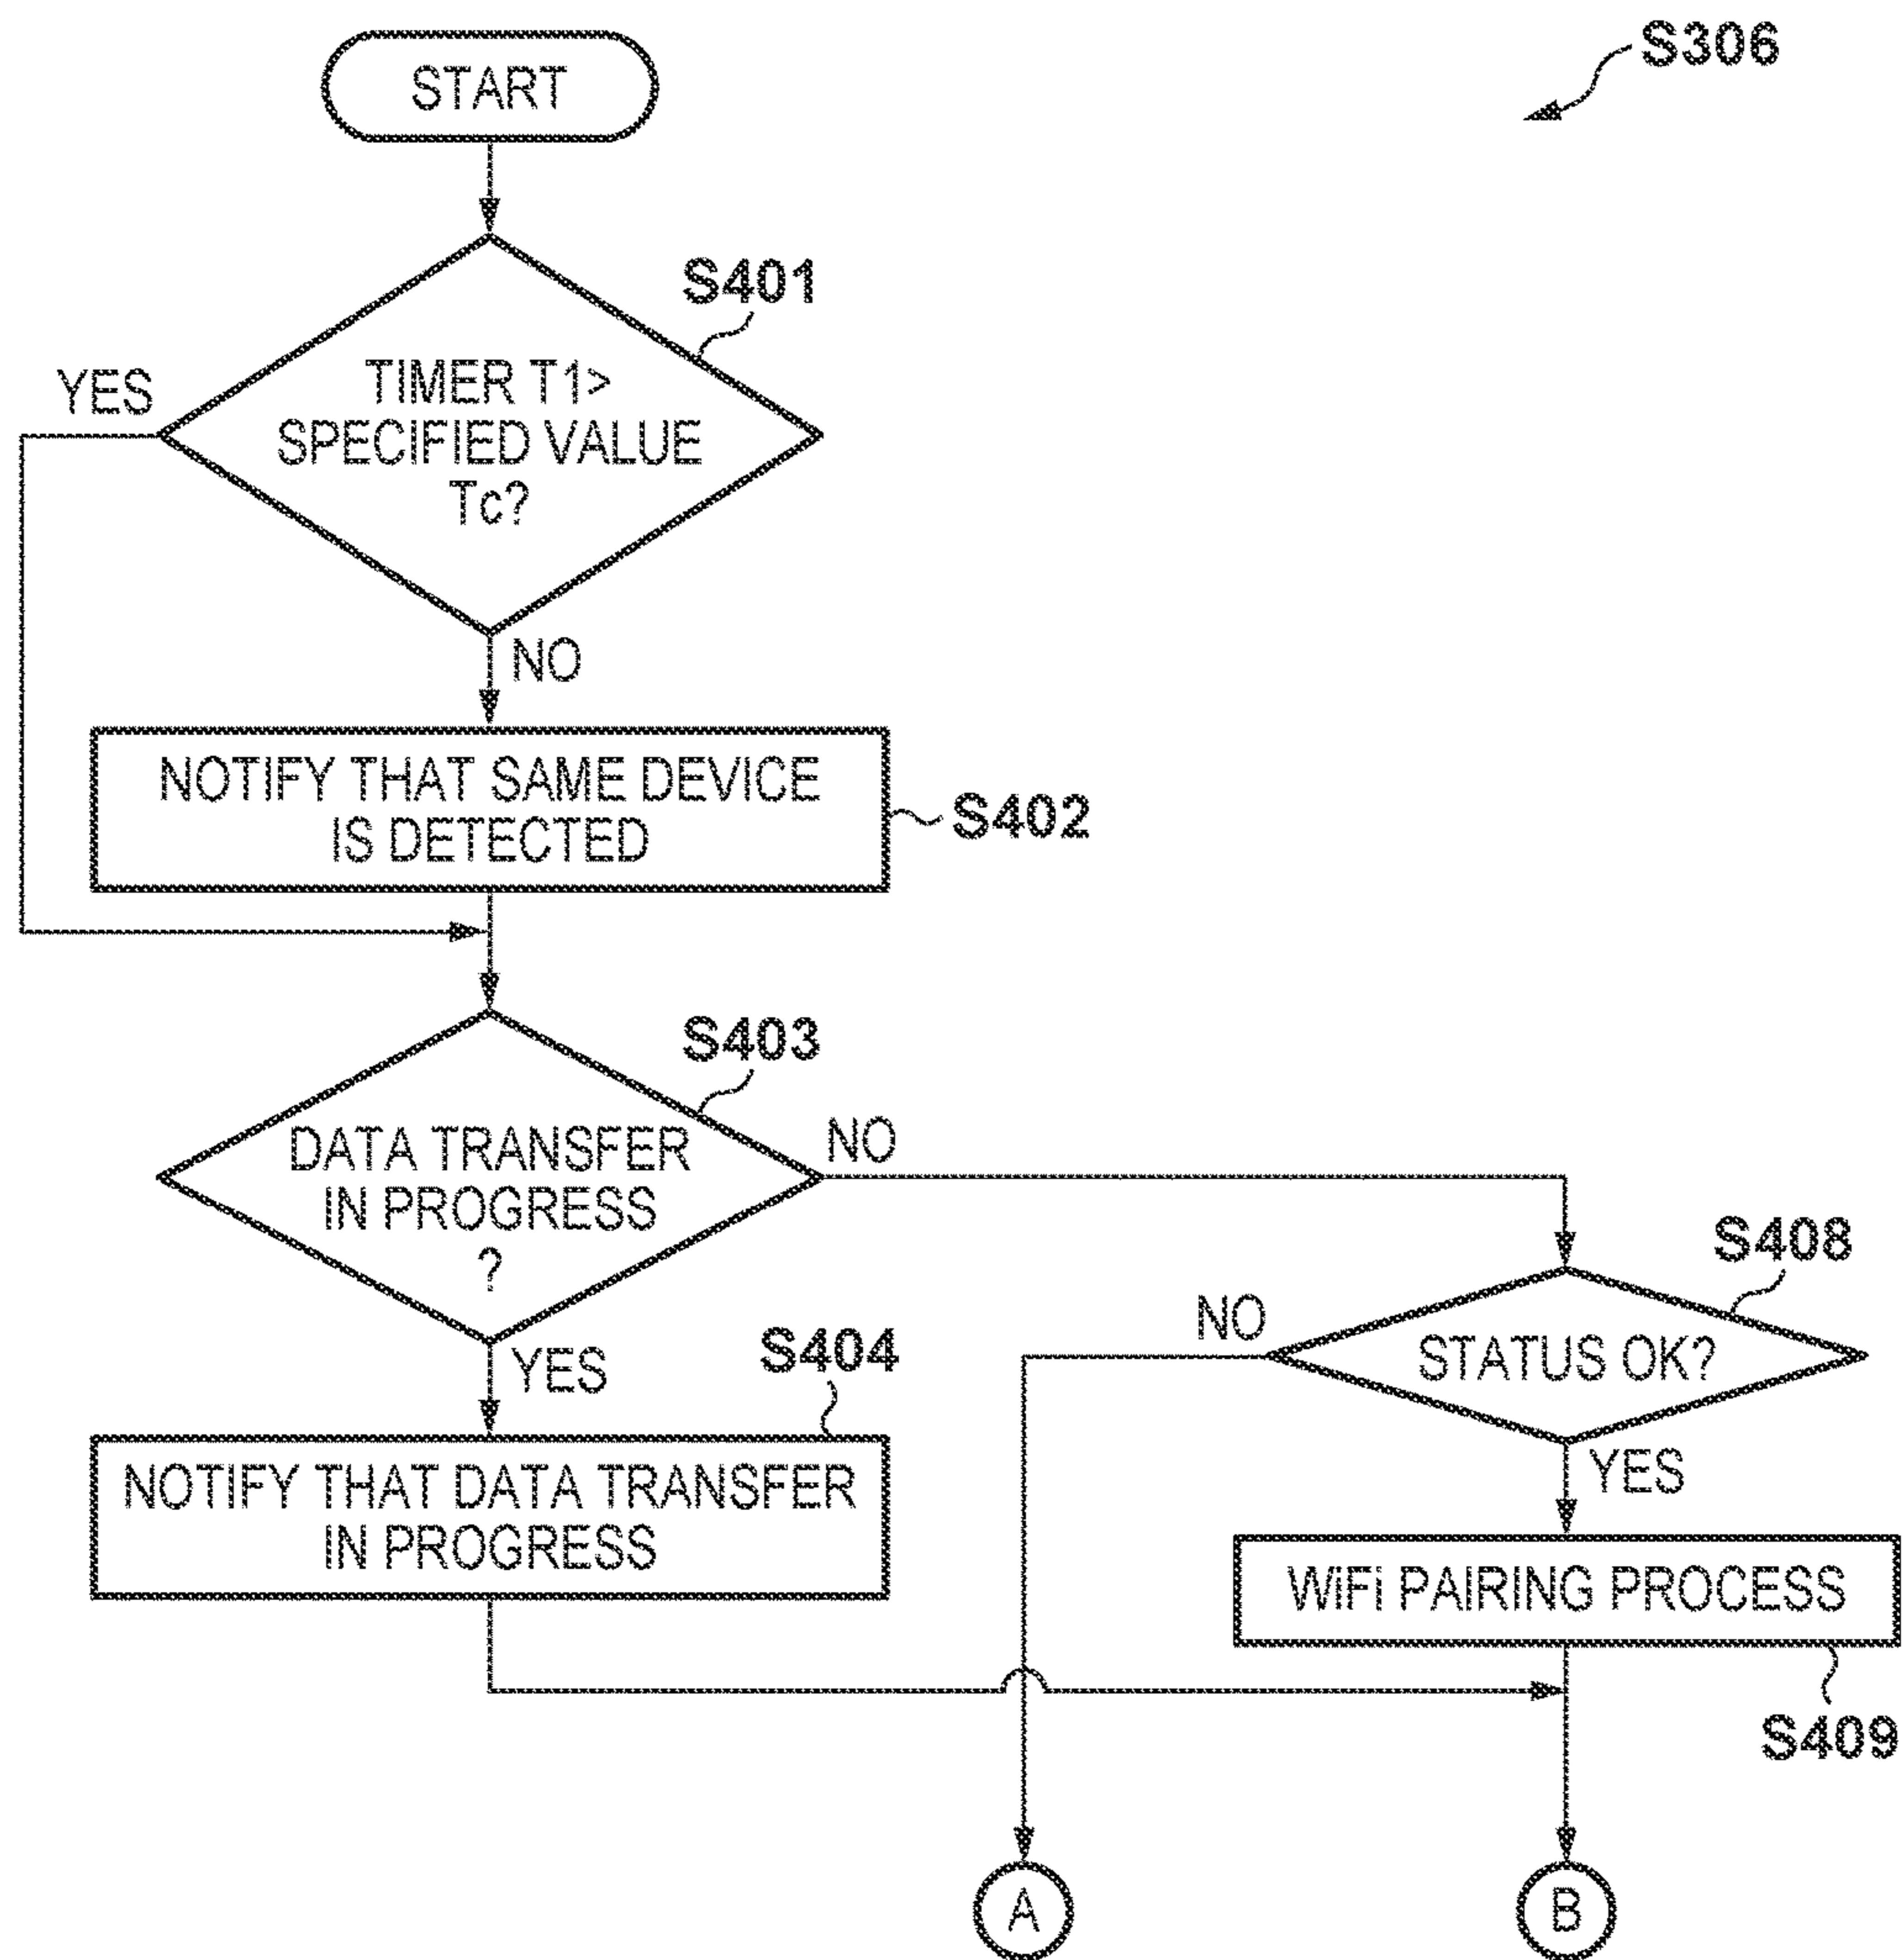 S306
START
S401
YES
TIMER T1>
SPECIFIED VALUE
Tc?
NO
NOTIFY THAT SAME DEVICE
IS DETECTED
S402
S403
DATA TRANSFER
IN PROGRESS
?
NO
S408
NO
STATUS OK?
YES
S404
YES
NOTIFY THAT DATA TRANSFER
IN PROGRESS
WiFi PAIRING PROCESS
S409
A
B